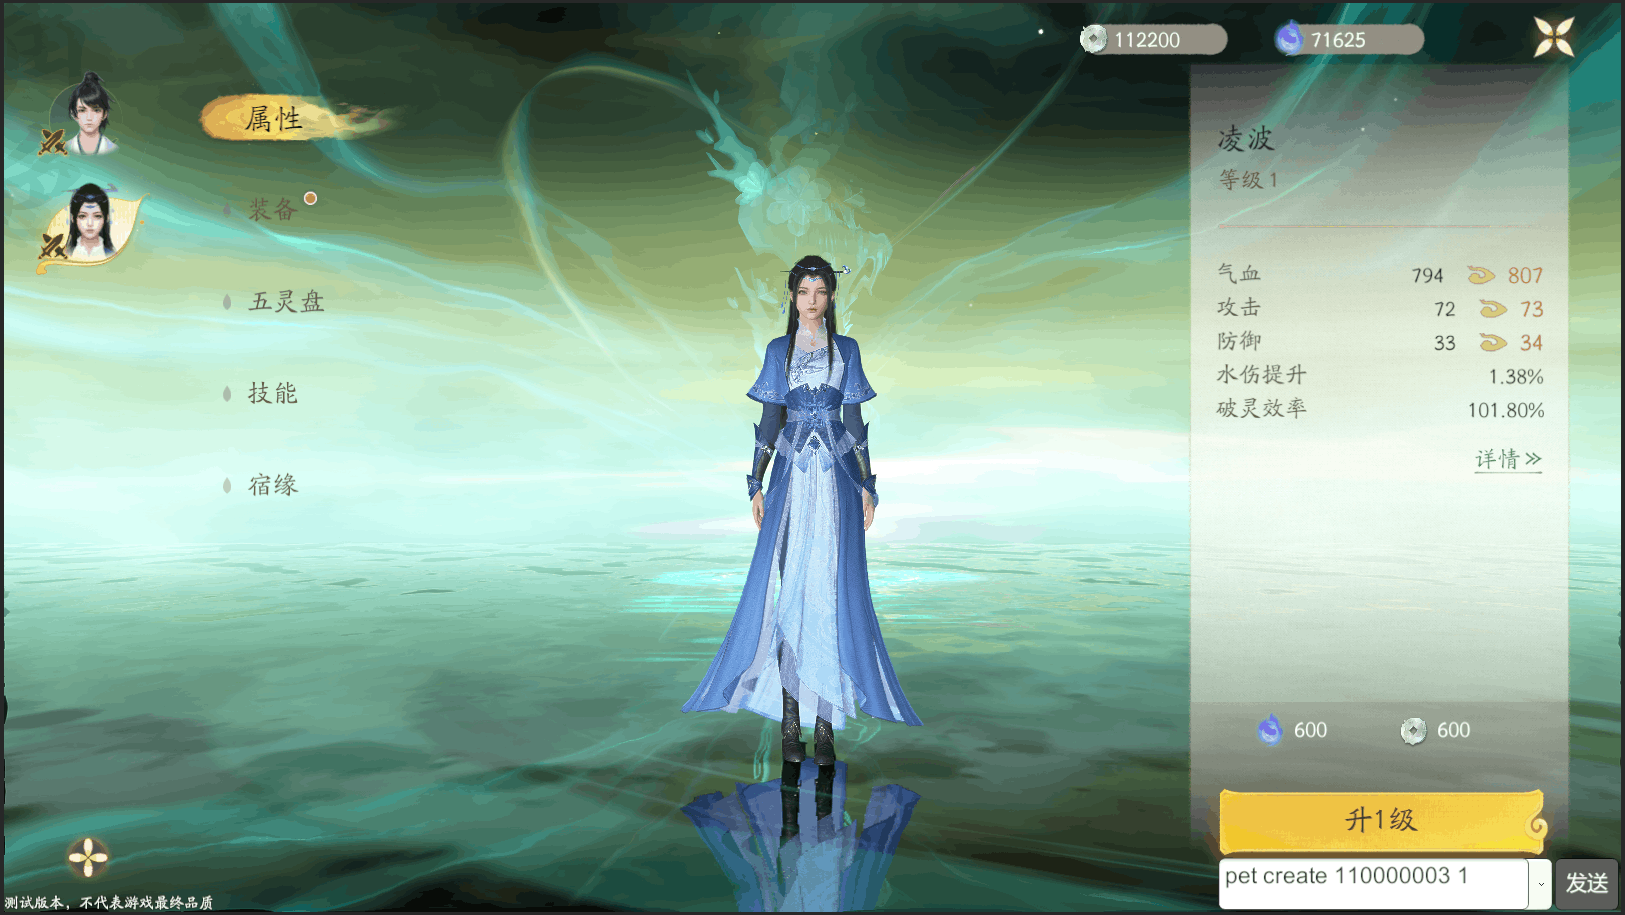 112200
71625
属性
装备
五灵盘
技能
宿缘
凌波
等级 1
气血 794 807
攻击 72 73
防御 33 34
水伤提升 1.38%
破灵效率 101.80%
详情
600 600
升1级
pet create 110000003 1
发送
测试版本，不代表游戏最终品质